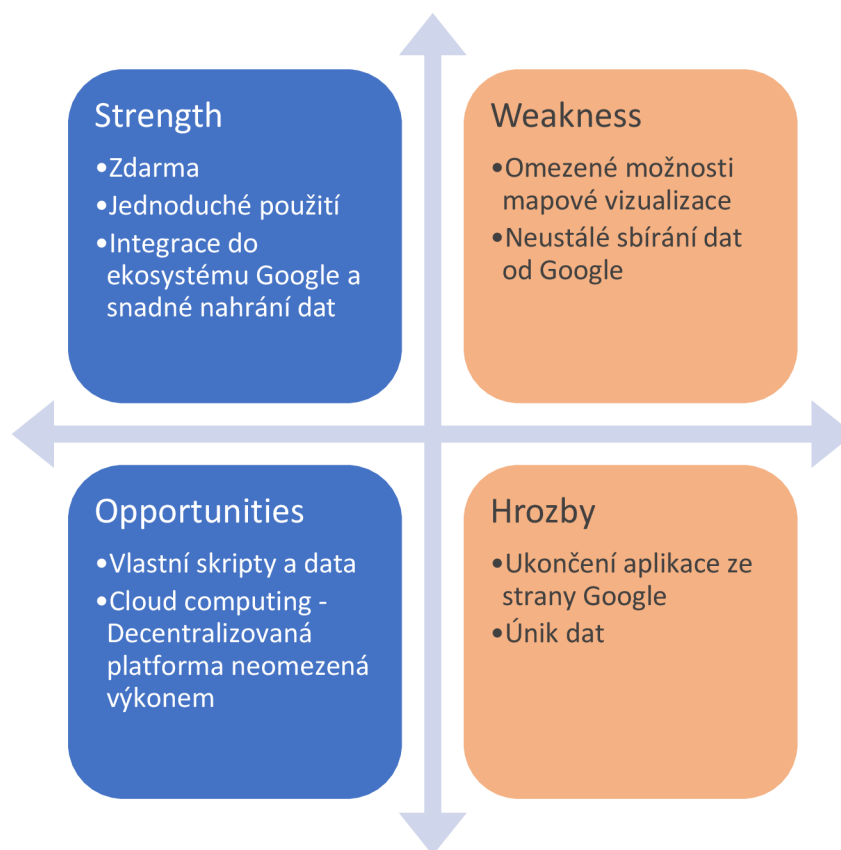 Strength
•Zdarma
•Jednoduché použití
•Integrace do
ekosystému Google a
snadné nahrání dat
Weakness
•Omezené možnosti
mapové vizualizace
•Neustálé sbírání dat
od Google
Opportunities
•Vlastní skripty a data
•Cloud computing -
Decentralizovaná
platforma neomezená
výkonem
Hrozby
•Ukončení aplikace ze
strany Google
•Únik dat